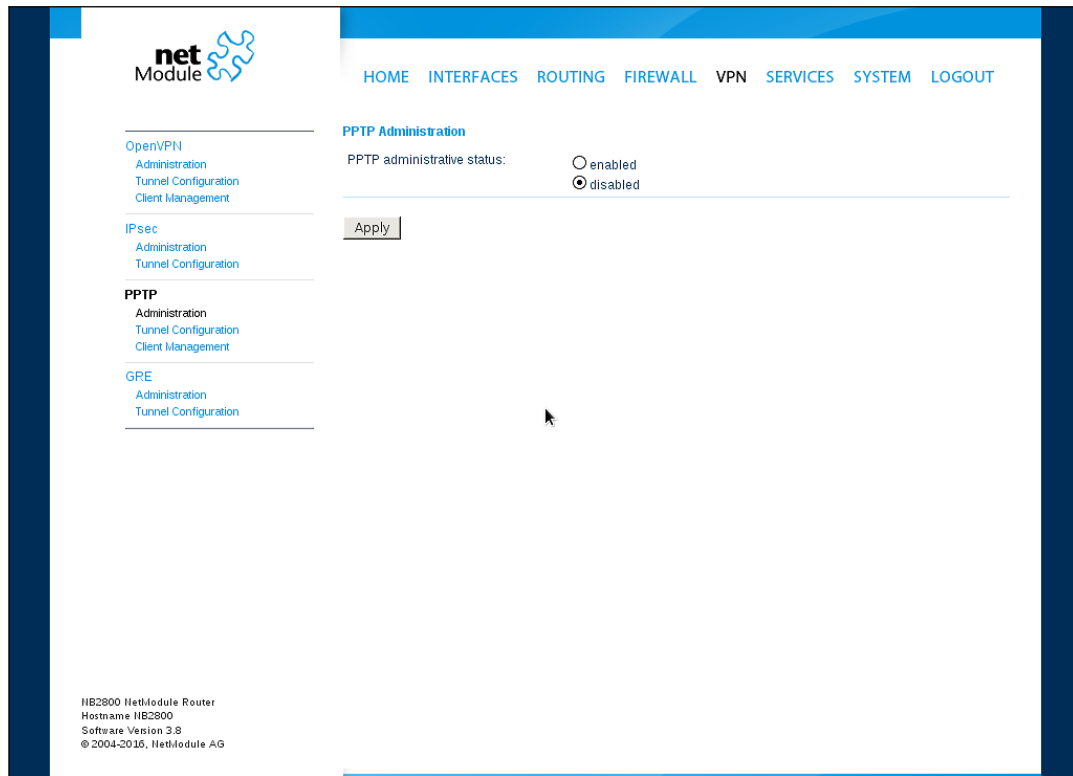 net
Module
HOME INTERFACES ROUTING FIREWALL VPN SERVICES SYSTEM LOGOUT
OpenVPN
Administration
Tunnel Configuration
Client Management
IPsec
Administration
Tunnel Configuration
PPTP
Administration
Tunnel Configuration
Client Management
GRE
Administration
Tunnel Configuration
PPTP Administration
PPTP administrative status:
enabled
disabled
Apply
NB2800 NetModule Router
Hostname NB2800
Software Version 3.8
© 2004-2016, NetModule AG